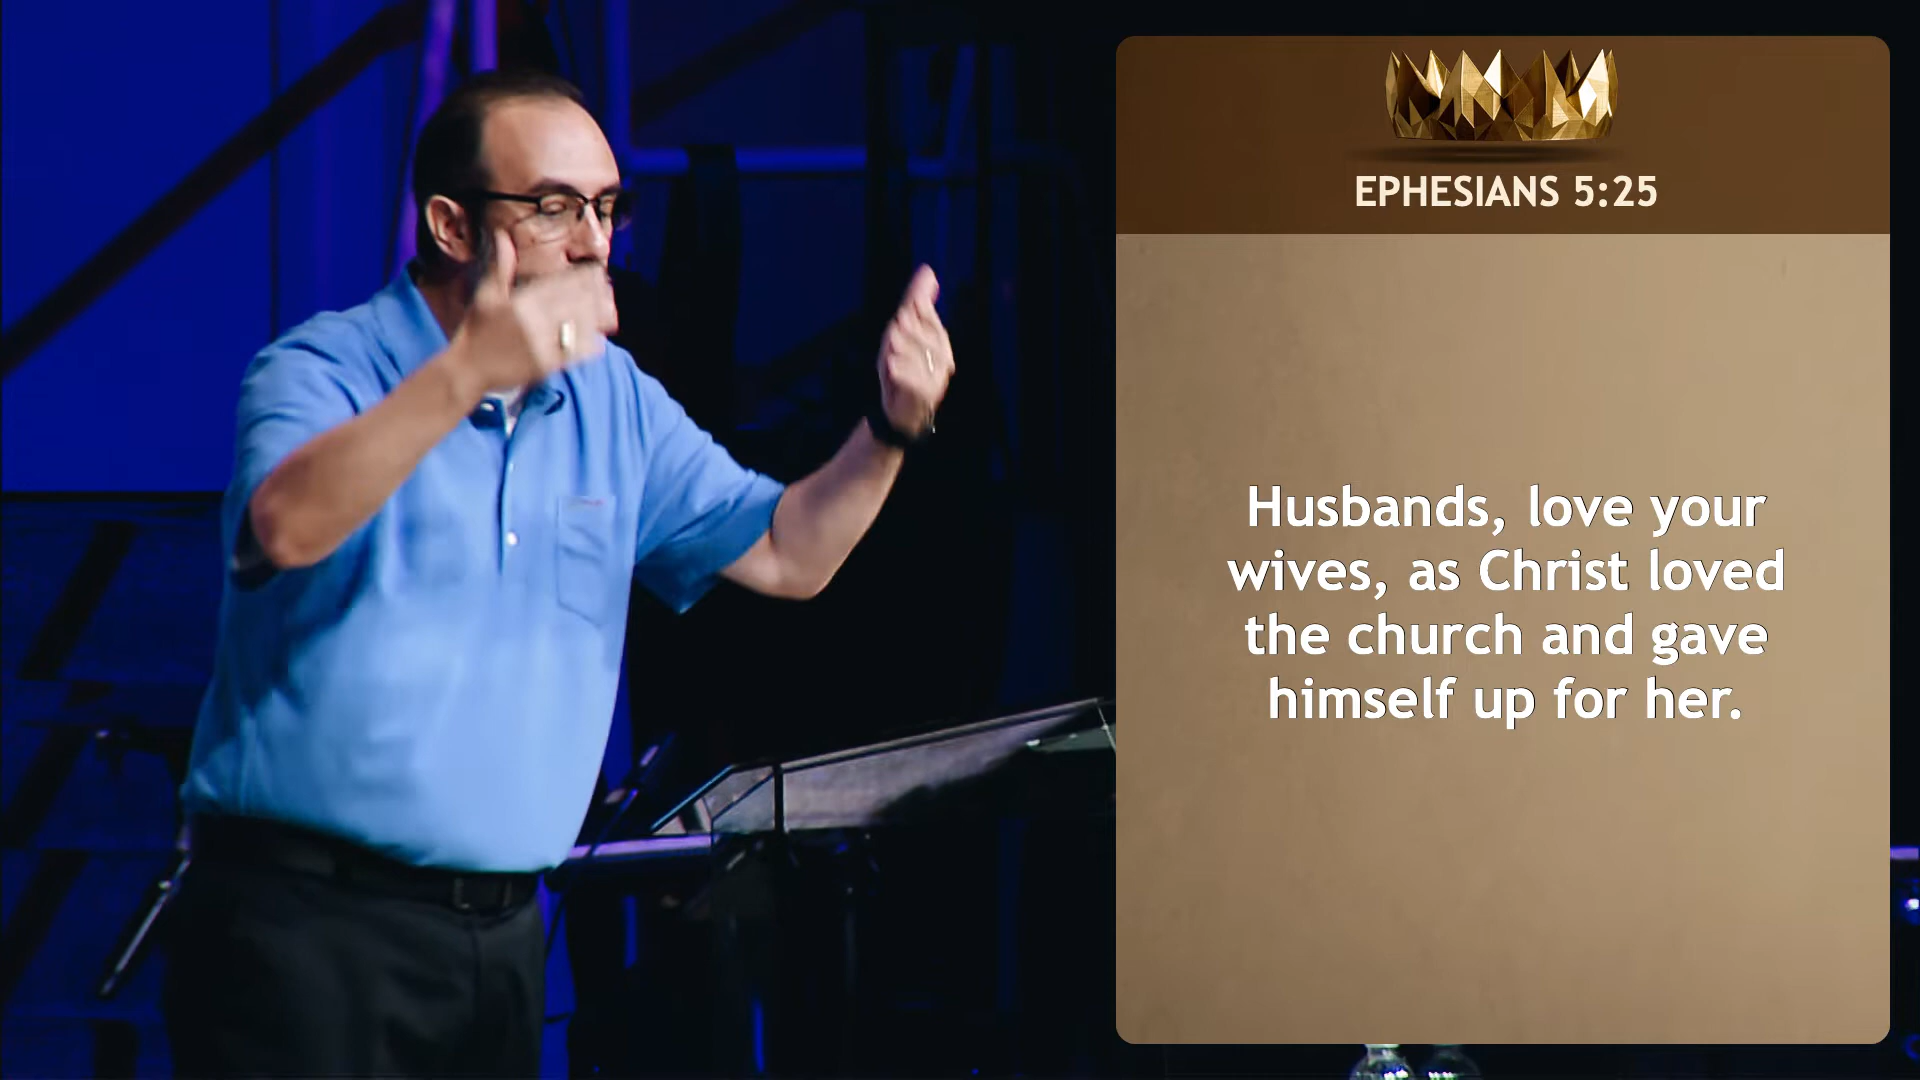 EPHESIANS 5:25
Husbands, love your
wives, as Christ loved
the church and gave
himself up for her.